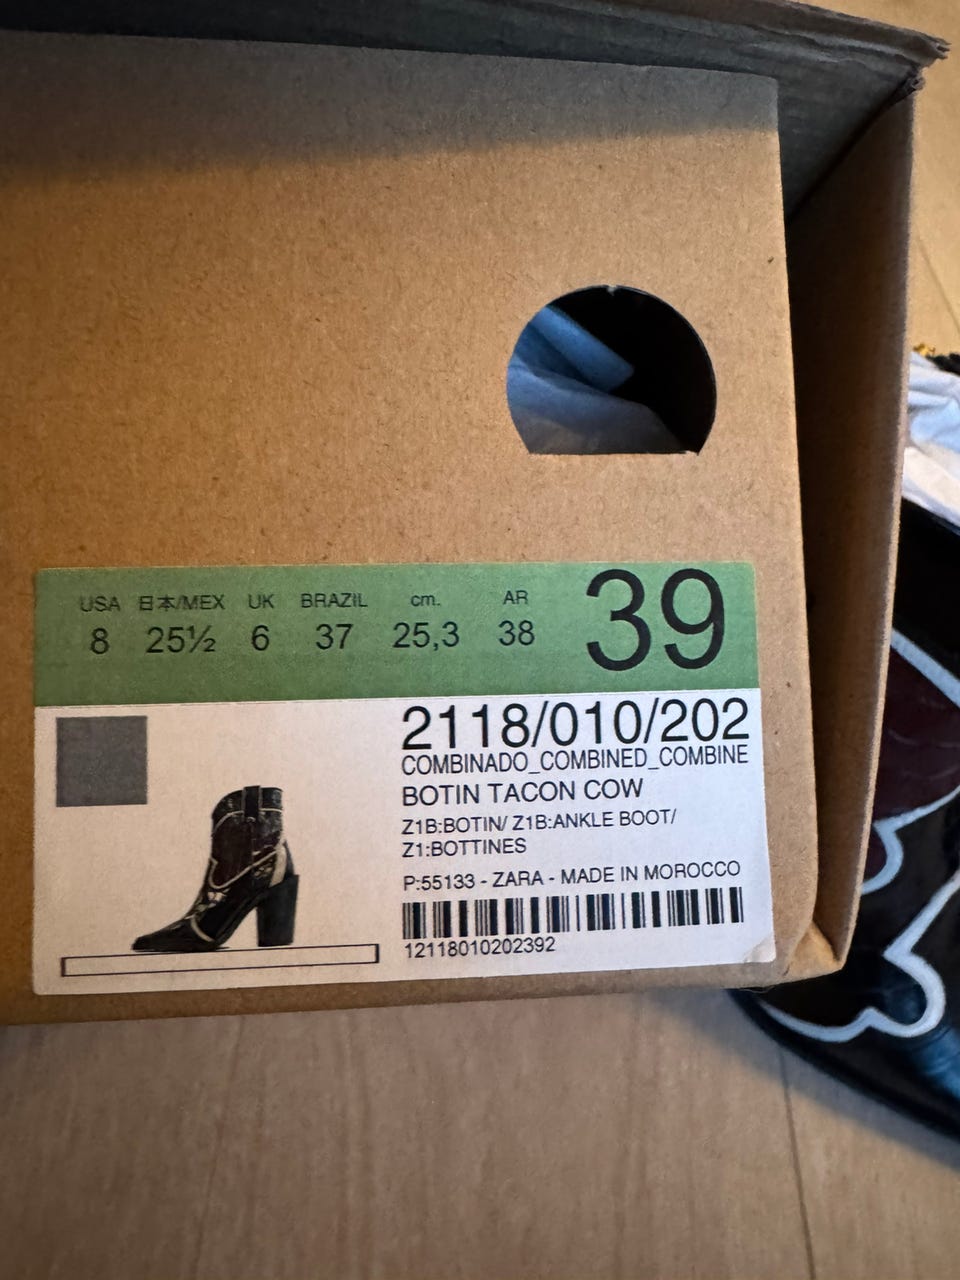 USA 日本/MEX UK BRAZIL cm. AR
8 25½ 6 37 25,3 38 39
2118/010/202
COMBINADO_COMBINED_COMBINE
BOTIN TACON COW
Z1B:BOTIN/ Z1B:ANKLE BOOT/
Z1:BOTTINES
P:55133 - ZARA - MADE IN MOROCCO
12118010202392